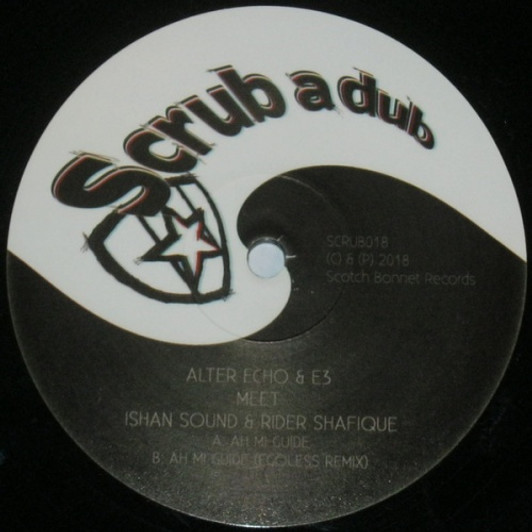 Scrub a dub
SCRUB018
(C) & (P) 2018
Scotch Bonnet Records
ALTER ECHO & E3
MEET
ISHAN SOUND & RIDER SHAFIQUE
A. AH MI GUIDE
B. AH MI GUIDE (EGOLESS REMIX)